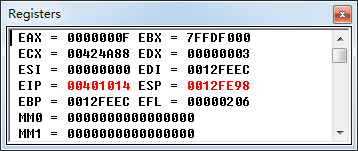 Registers
EAX = 0000000F EBX = 7FFDF000
ECX = 00424A88 EDX = 00000003
ESI = 00000000 EDI = 0012FEEC
EIP = 00401014 ESP = 0012FE98
EBP = 0012FEEC EFL = 00000206
MM0 = 0000000000000000
MM1 = 0000000000000000